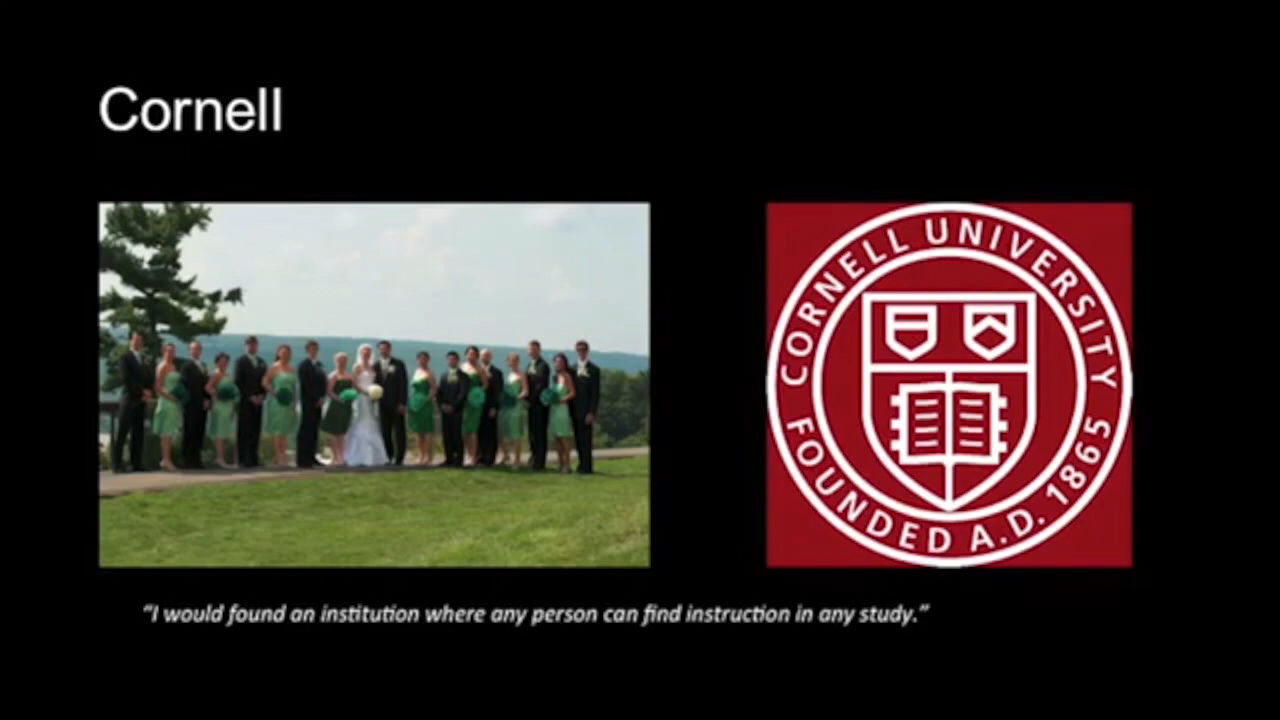 Cornell
CORNELL UNIVERSITY
FOUNDED A.D. 1865
“I would found an institution where any person can find instruction in any study.”